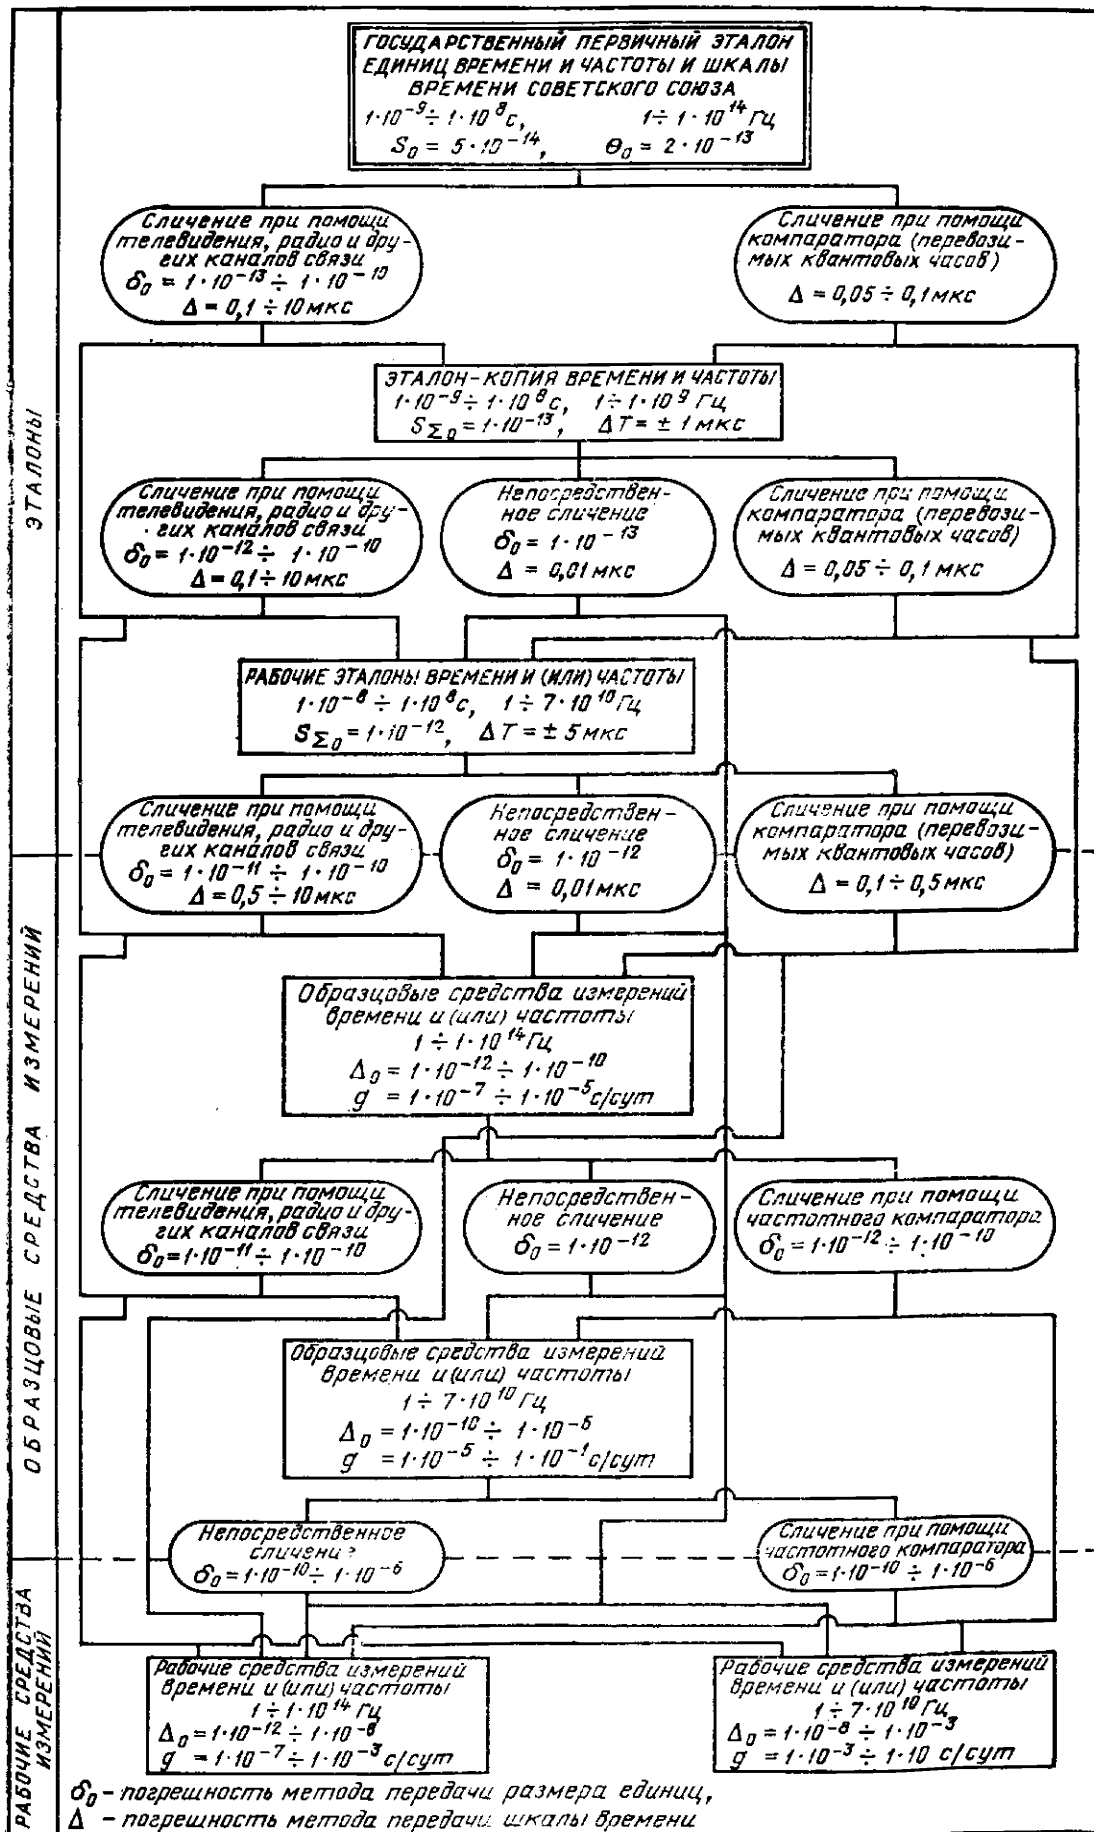 ГОСУДАРСТВЕННЫЙ ПЕРВИЧНЫЙ ЭТАЛОН
ЕДИНИЦ ВРЕМЕНИ И ЧАСТОТЫ И ШКАЛЫ
ВРЕМЕНИ СОВЕТСКОГО СОЮЗА
1·10⁻⁹ ÷ 1·10⁸ с, 1 ÷ 1·10¹⁴ Гц
S₀ = 5·10⁻¹⁴, Θ₀ = 2·10⁻¹³
Сличение при помощи
телевидения, радио и дру-
гих каналов связи
δ₀ = 1·10⁻¹³ ÷ 1·10⁻¹⁰
Δ = 0,1 ÷ 10 мкс
Сличение при помощи
компаратора (перевози-
мых квантовых часов)
Δ = 0,05 ÷ 0,1 мкс
ЭТАЛОН-КОПИЯ ВРЕМЕНИ И ЧАСТОТЫ
1·10⁻⁹ ÷ 1·10⁸ с, 1 ÷ 1·10⁹ Гц
S_Σ₀ = 1·10⁻¹³, ΔT = ± 1 мкс
ЭТАЛОНЫ
Сличение при помощи
телевидения, радио и дру-
гих каналов связи
δ₀ = 1·10⁻¹² ÷ 1·10⁻¹⁰
Δ = 0,1 ÷ 10 мкс
Непосредствен-
ное сличение
δ₀ = 1·10⁻¹³
Δ = 0,01 мкс
Сличение при помощи
компаратора (перевози-
мых квантовых часов)
Δ = 0,05 ÷ 0,1 мкс
РАБОЧИЕ ЭТАЛОНЫ ВРЕМЕНИ И (ИЛИ) ЧАСТОТЫ
1·10⁻⁸ ÷ 1·10⁸ с, 1 ÷ 7·10¹⁰ Гц
S_Σ₀ = 1·10⁻¹², ΔT = ± 5 мкс
Сличение при помощи
телевидения, радио и дру-
гих каналов связи
δ₀ = 1·10⁻¹¹ ÷ 1·10⁻¹⁰
Δ = 0,5 ÷ 10 мкс
Непосредствен-
ное сличение
δ₀ = 1·10⁻¹²
Δ = 0,01 мкс
Сличение при помощи
компаратора (перевози-
мых квантовых часов)
Δ = 0,1 ÷ 0,5 мкс
ОБРАЗЦОВЫЕ СРЕДСТВА ИЗМЕРЕНИЙ
Образцовые средства измерений
времени и (или) частоты
1 ÷ 1·10¹⁴ Гц
Δ₀ = 1·10⁻¹² ÷ 1·10⁻¹⁰
g = 1·10⁻⁷ ÷ 1·10⁻⁵ с/сут
Сличение при помощи
телевидения, радио и дру-
гих каналов связи
δ₀ = 1·10⁻¹¹ ÷ 1·10⁻¹⁰
Непосредствен-
ное сличение
δ₀ = 1·10⁻¹²
Сличение при помощи
частотного компаратора
δ₀ = 1·10⁻¹² ÷ 1·10⁻¹⁰
Образцовые средства измерений
времени и (или) частоты
1 ÷ 7·10¹⁰ Гц
Δ₀ = 1·10⁻¹⁰ ÷ 1·10⁻⁶
g = 1·10⁻⁵ ÷ 1·10⁻¹ с/сут
Непосредственное
сличени
δ₀ = 1·10⁻¹⁰ ÷ 1·10⁻⁶
Сличение при помощи
частотного компаратора
δ₀ = 1·10⁻¹⁰ ÷ 1·10⁻⁶
РАБОЧИЕ СРЕДСТВА
ИЗМЕРЕНИЙ
Рабочие средства измерений
времени и (или) частоты
1 ÷ 1·10¹⁴ Гц
Δ₀ = 1·10⁻¹² ÷ 1·10⁻⁸
g = 1·10⁻⁷ ÷ 1·10⁻³ с/сут
Рабочие средства измерений
времени и (или) частоты
1 ÷ 7·10¹⁰ Гц
Δ₀ = 1·10⁻⁸ ÷ 1·10⁻³
g = 1·10⁻³ ÷ 1·10 с/сут
δ₀ – погрешность метода передачи размера единиц,
Δ – погрешность метода передачи шкалы времени